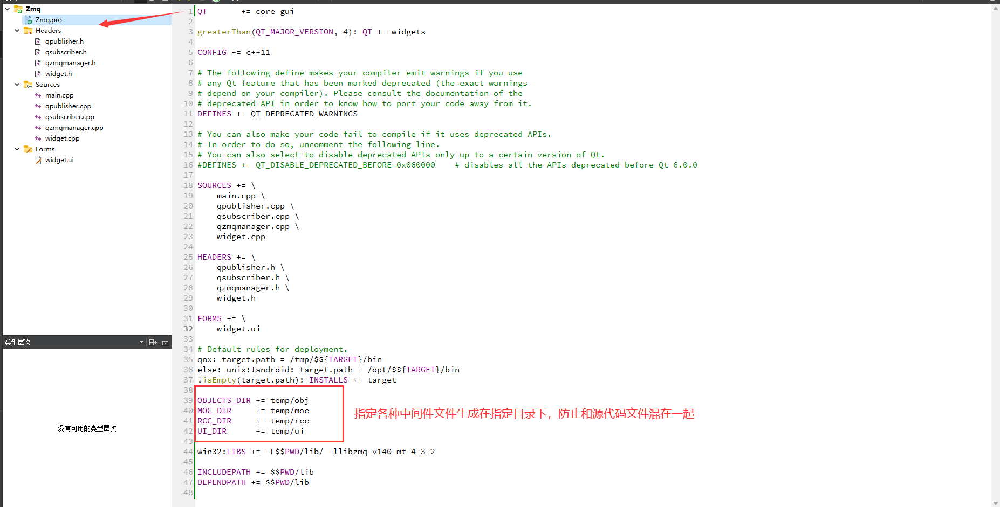 Zmq
Zmq.pro
Headers
qpublisher.h
qsubscriber.h
qzmqmanager.h
widget.h
Sources
main.cpp
qpublisher.cpp
qsubscriber.cpp
qzmqmanager.cpp
widget.cpp
Forms
widget.ui
类型层次
没有可用的类型层次
1 QT       += core gui
2
3 greaterThan(QT_MAJOR_VERSION, 4): QT += widgets
4
5 CONFIG += c++11
6
7 # The following define makes your compiler emit warnings if you use
8 # any Qt feature that has been marked deprecated (the exact warnings
9 # depend on your compiler). Please consult the documentation of the
10 # deprecated API in order to know how to port your code away from it.
11 DEFINES += QT_DEPRECATED_WARNINGS
12
13 # You can also make your code fail to compile if it uses deprecated APIs.
14 # In order to do so, uncomment the following line.
15 # You can also select to disable deprecated APIs only up to a certain version of Qt.
16 #DEFINES += QT_DISABLE_DEPRECATED_BEFORE=0x060000    # disables all the APIs deprecated before Qt 6.0.0
17
18 SOURCES += \
19     main.cpp \
20     qpublisher.cpp \
21     qsubscriber.cpp \
22     qzmqmanager.cpp \
23     widget.cpp
24
25 HEADERS += \
26     qpublisher.h \
27     qsubscriber.h \
28     qzmqmanager.h \
29     widget.h
30
31 FORMS += \
32     widget.ui
33
34 # Default rules for deployment.
35 qnx: target.path = /tmp/$${TARGET}/bin
36 else: unix:!android: target.path = /opt/$${TARGET}/bin
37 !isEmpty(target.path): INSTALLS += target
38
39 OBJECTS_DIR += temp/obj
40 MOC_DIR     += temp/moc
41 RCC_DIR     += temp/rcc
42 UI_DIR      += temp/ui
指定各种中间件文件生成在指定目录下，防止和源代码文件混在一起
43
44 win32:LIBS += -L$$PWD/lib/ -llibzmq-v140-mt-4_3_2
45
46 INCLUDEPATH += $$PWD/lib
47 DEPENDPATH += $$PWD/lib
48